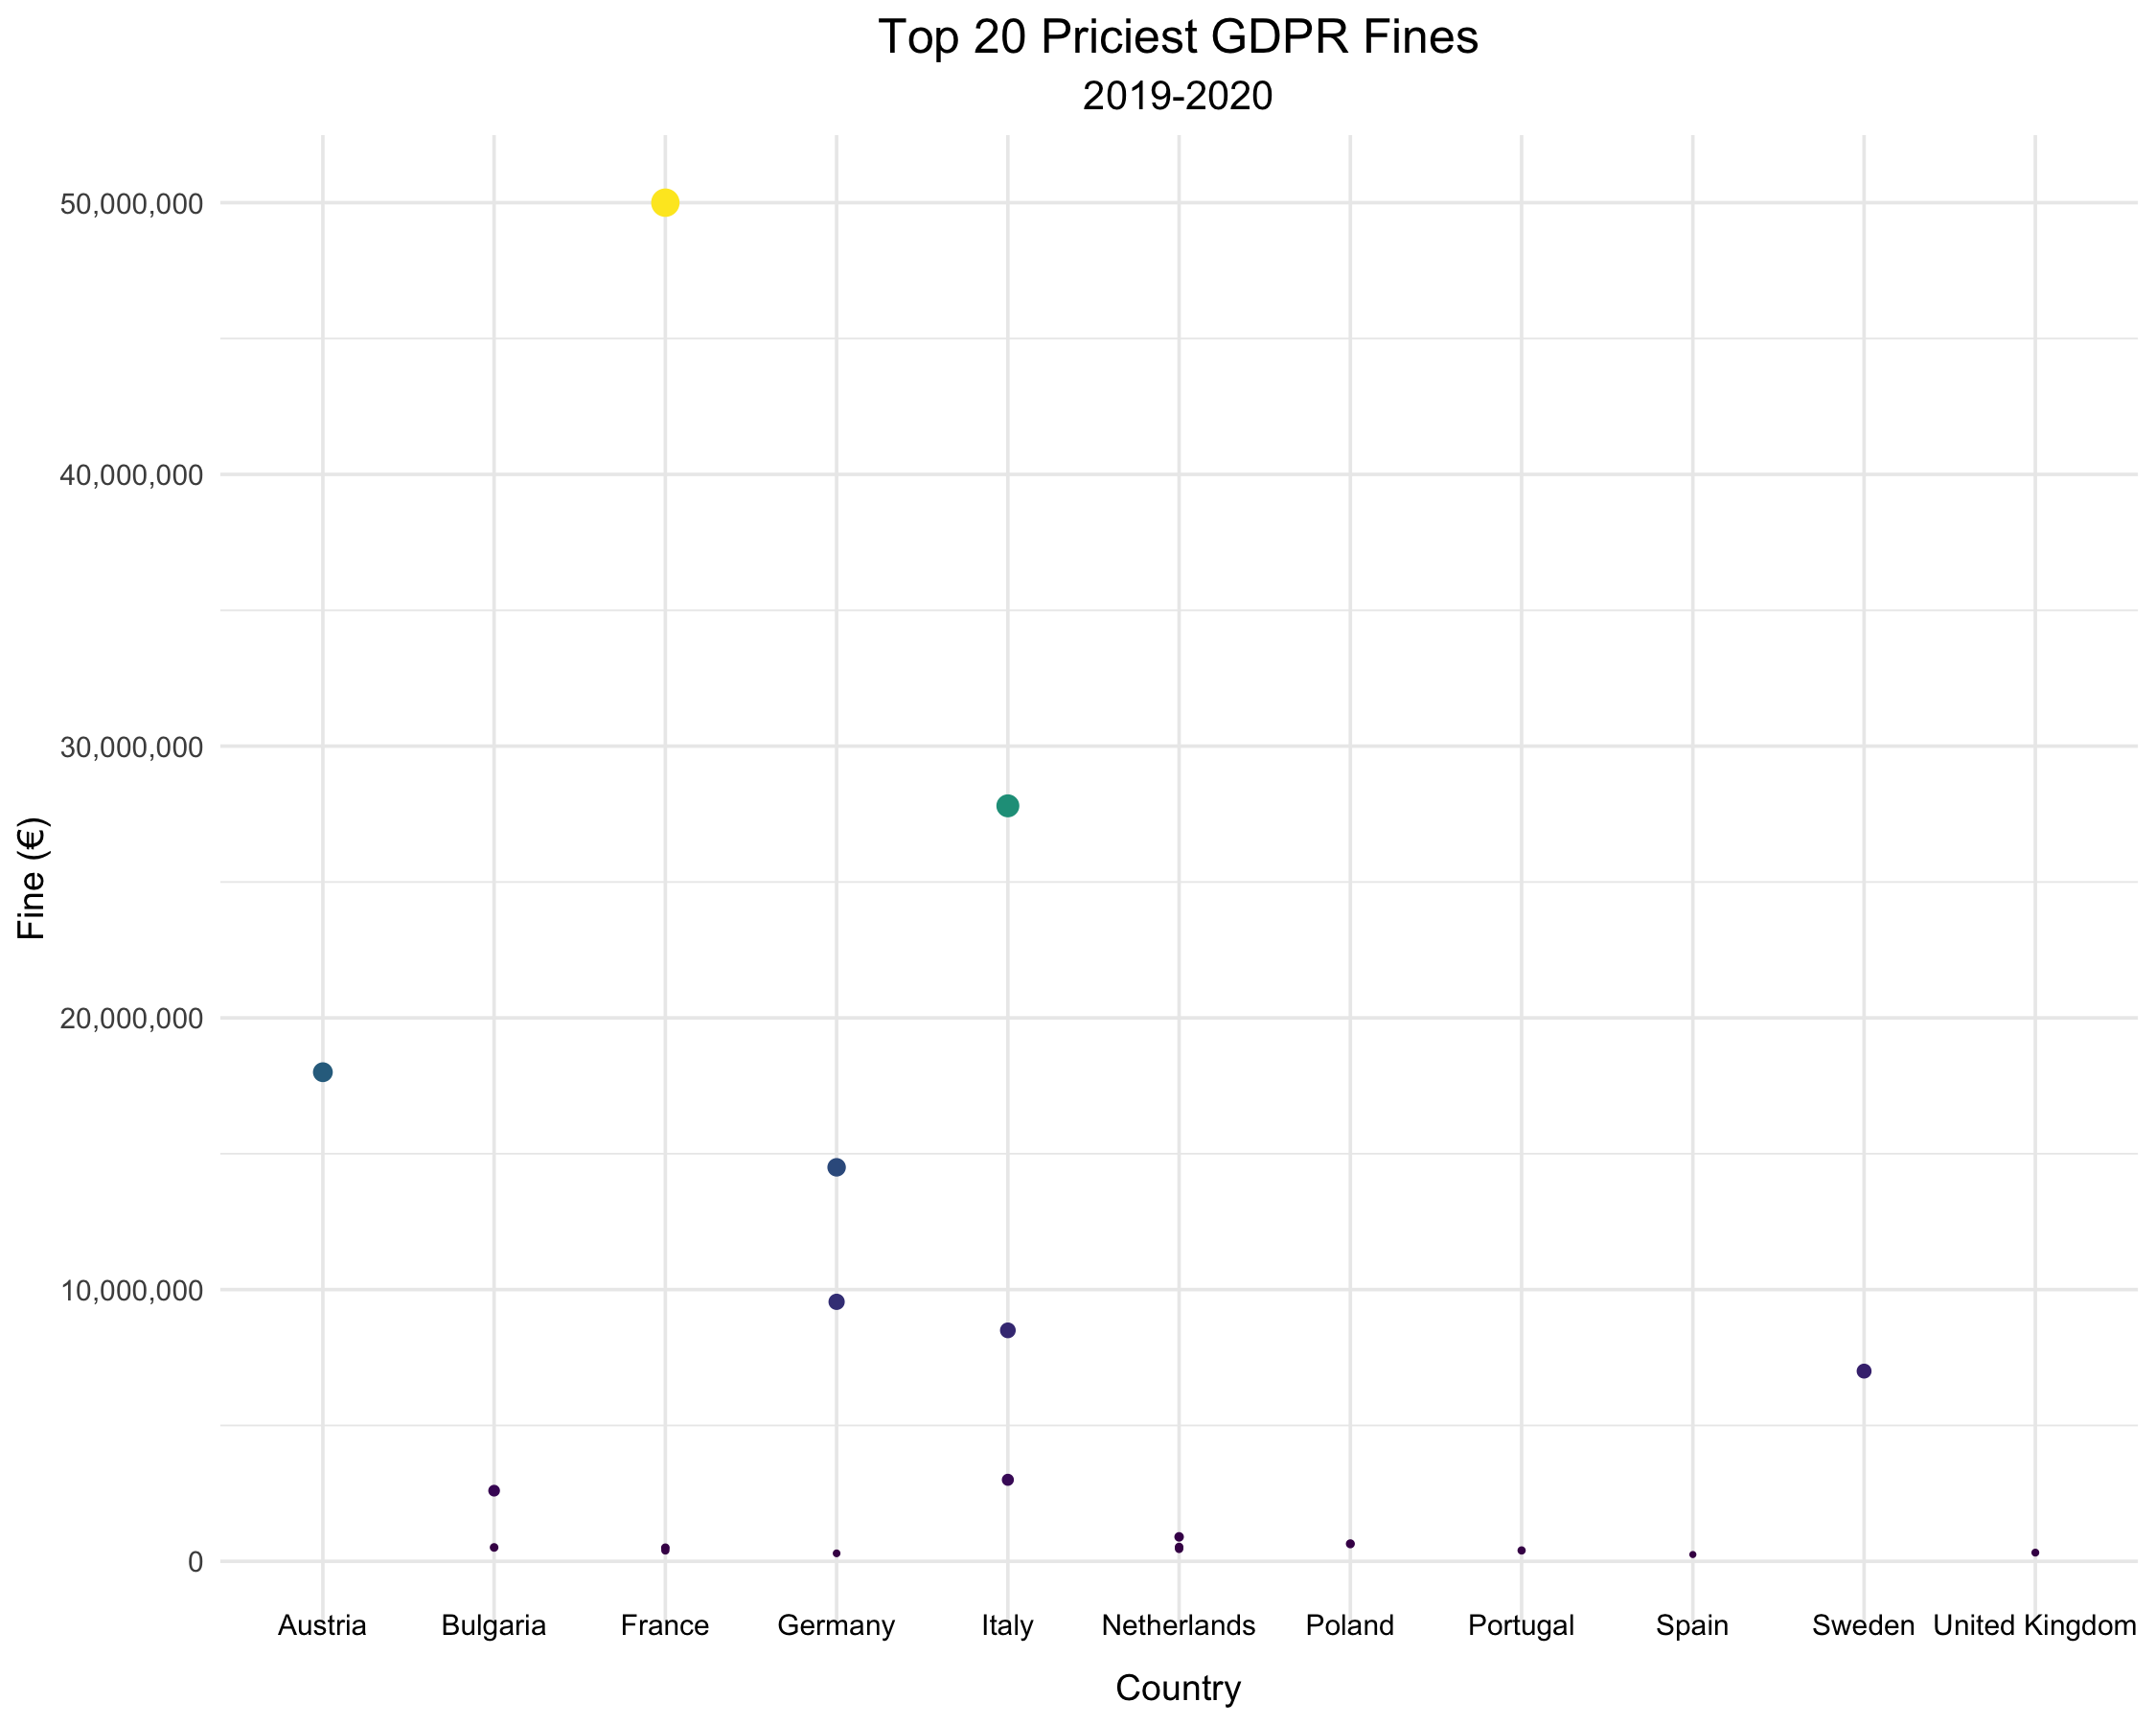 Top 20 Priciest GDPR Fines
2019-2020
Fine (€)
50,000,000
40,000,000
30,000,000
20,000,000
10,000,000
0
Austria Bulgaria France Germany Italy Netherlands Poland Portugal Spain Sweden United Kingdom
Country